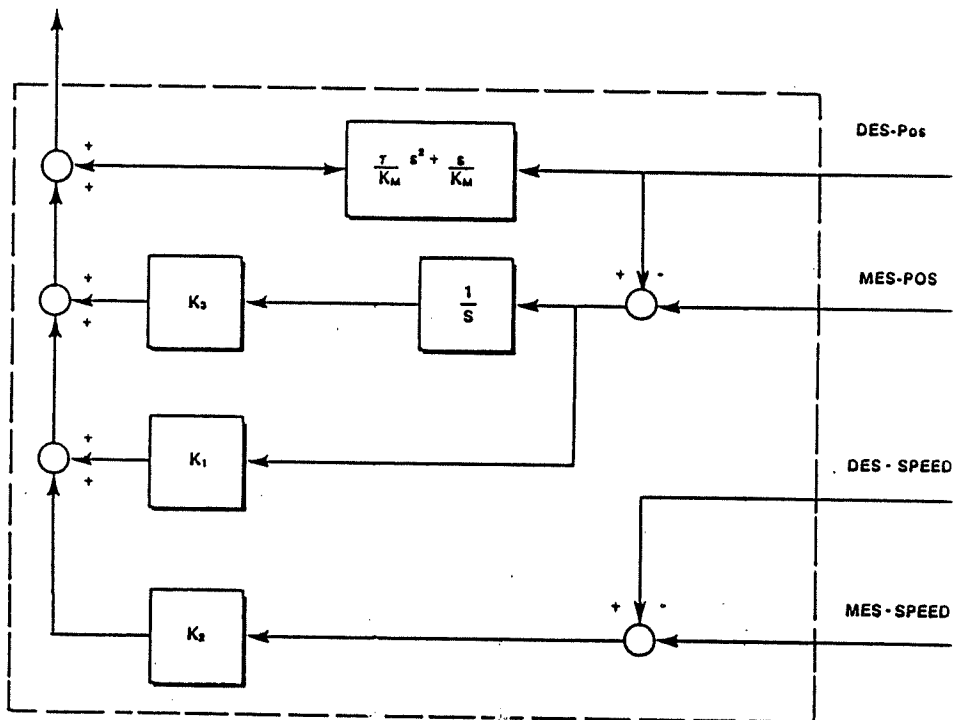 DES-Pos
+
+
τ/K_M s² + s/K_M
+ -
MES-POS
+
+
K₃
1/S
DES - SPEED
+
+
K₁
+ -
MES - SPEED
K₂